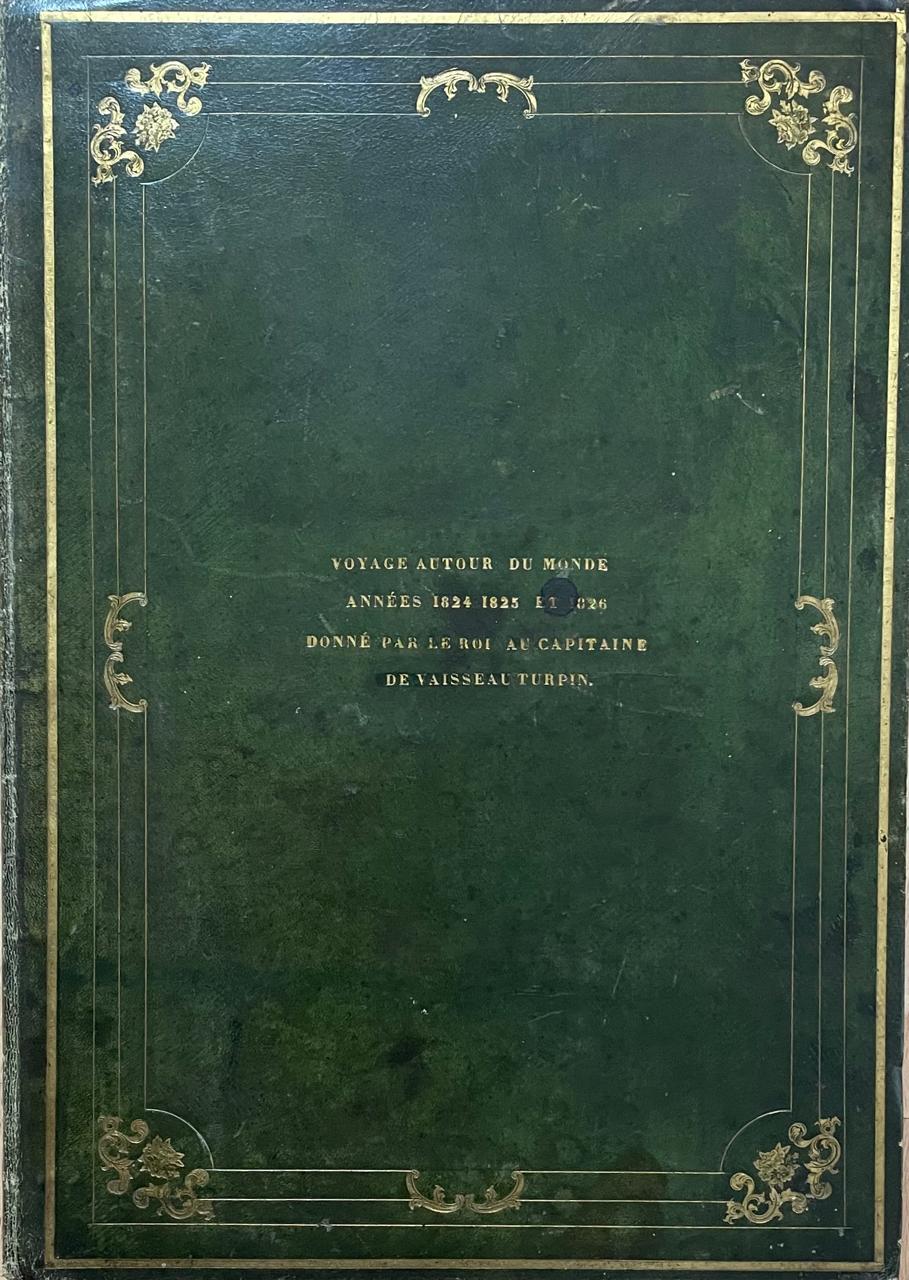 VOYAGE AUTOUR DU MONDE
ANNÉES 1824 1825 ET 1826
DONNÉ PAR LE ROI AU CAPITAINE
DE VAISSEAU TURPIN.